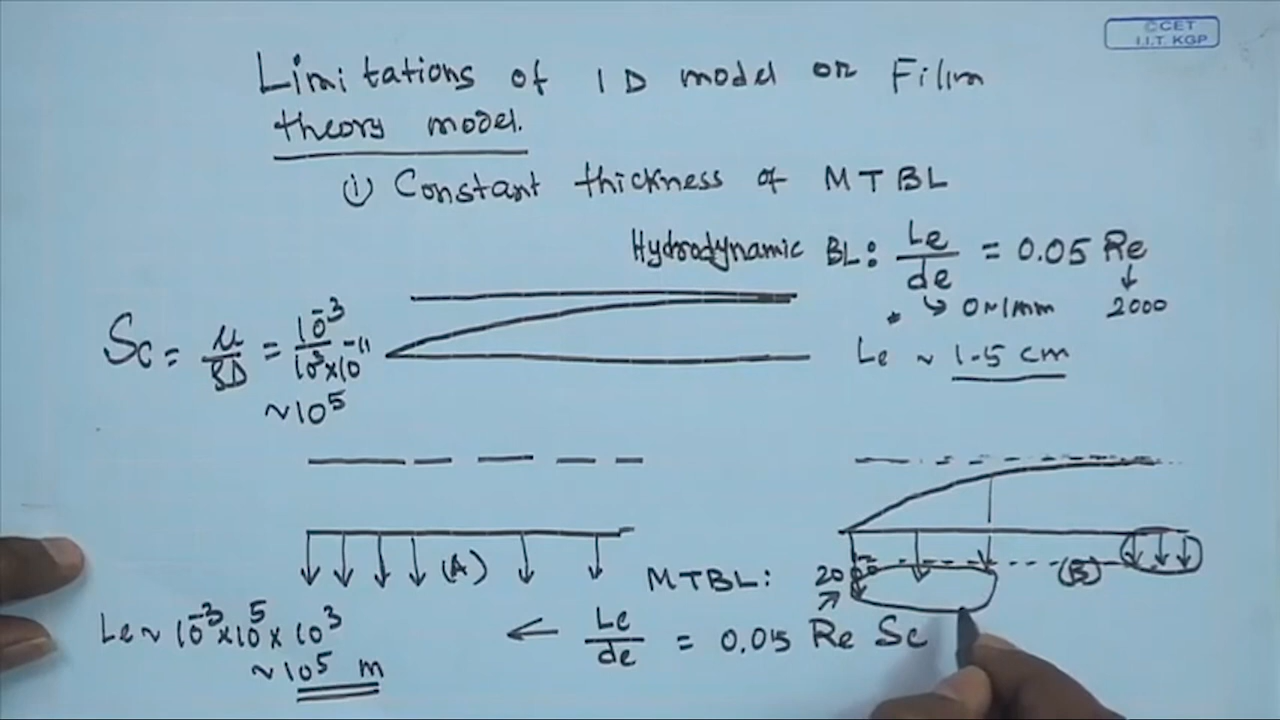 ©CET
I.I.T. KGP
Limitations of 1D model or Film
theory model.
(i) Constant thickness of MTBL
Hydrodynamic BL: Le/de = 0.05 Re
Sc = μ/ρD = 10^-3/10^3×10^-11
~10^5
2000
Le ~ 1.5 cm
(A)
(B)
MTBL:
2000
Le/de = 0.05 Re Sc
Le ~ 10^-3×10^5×10^3
~10^5 m